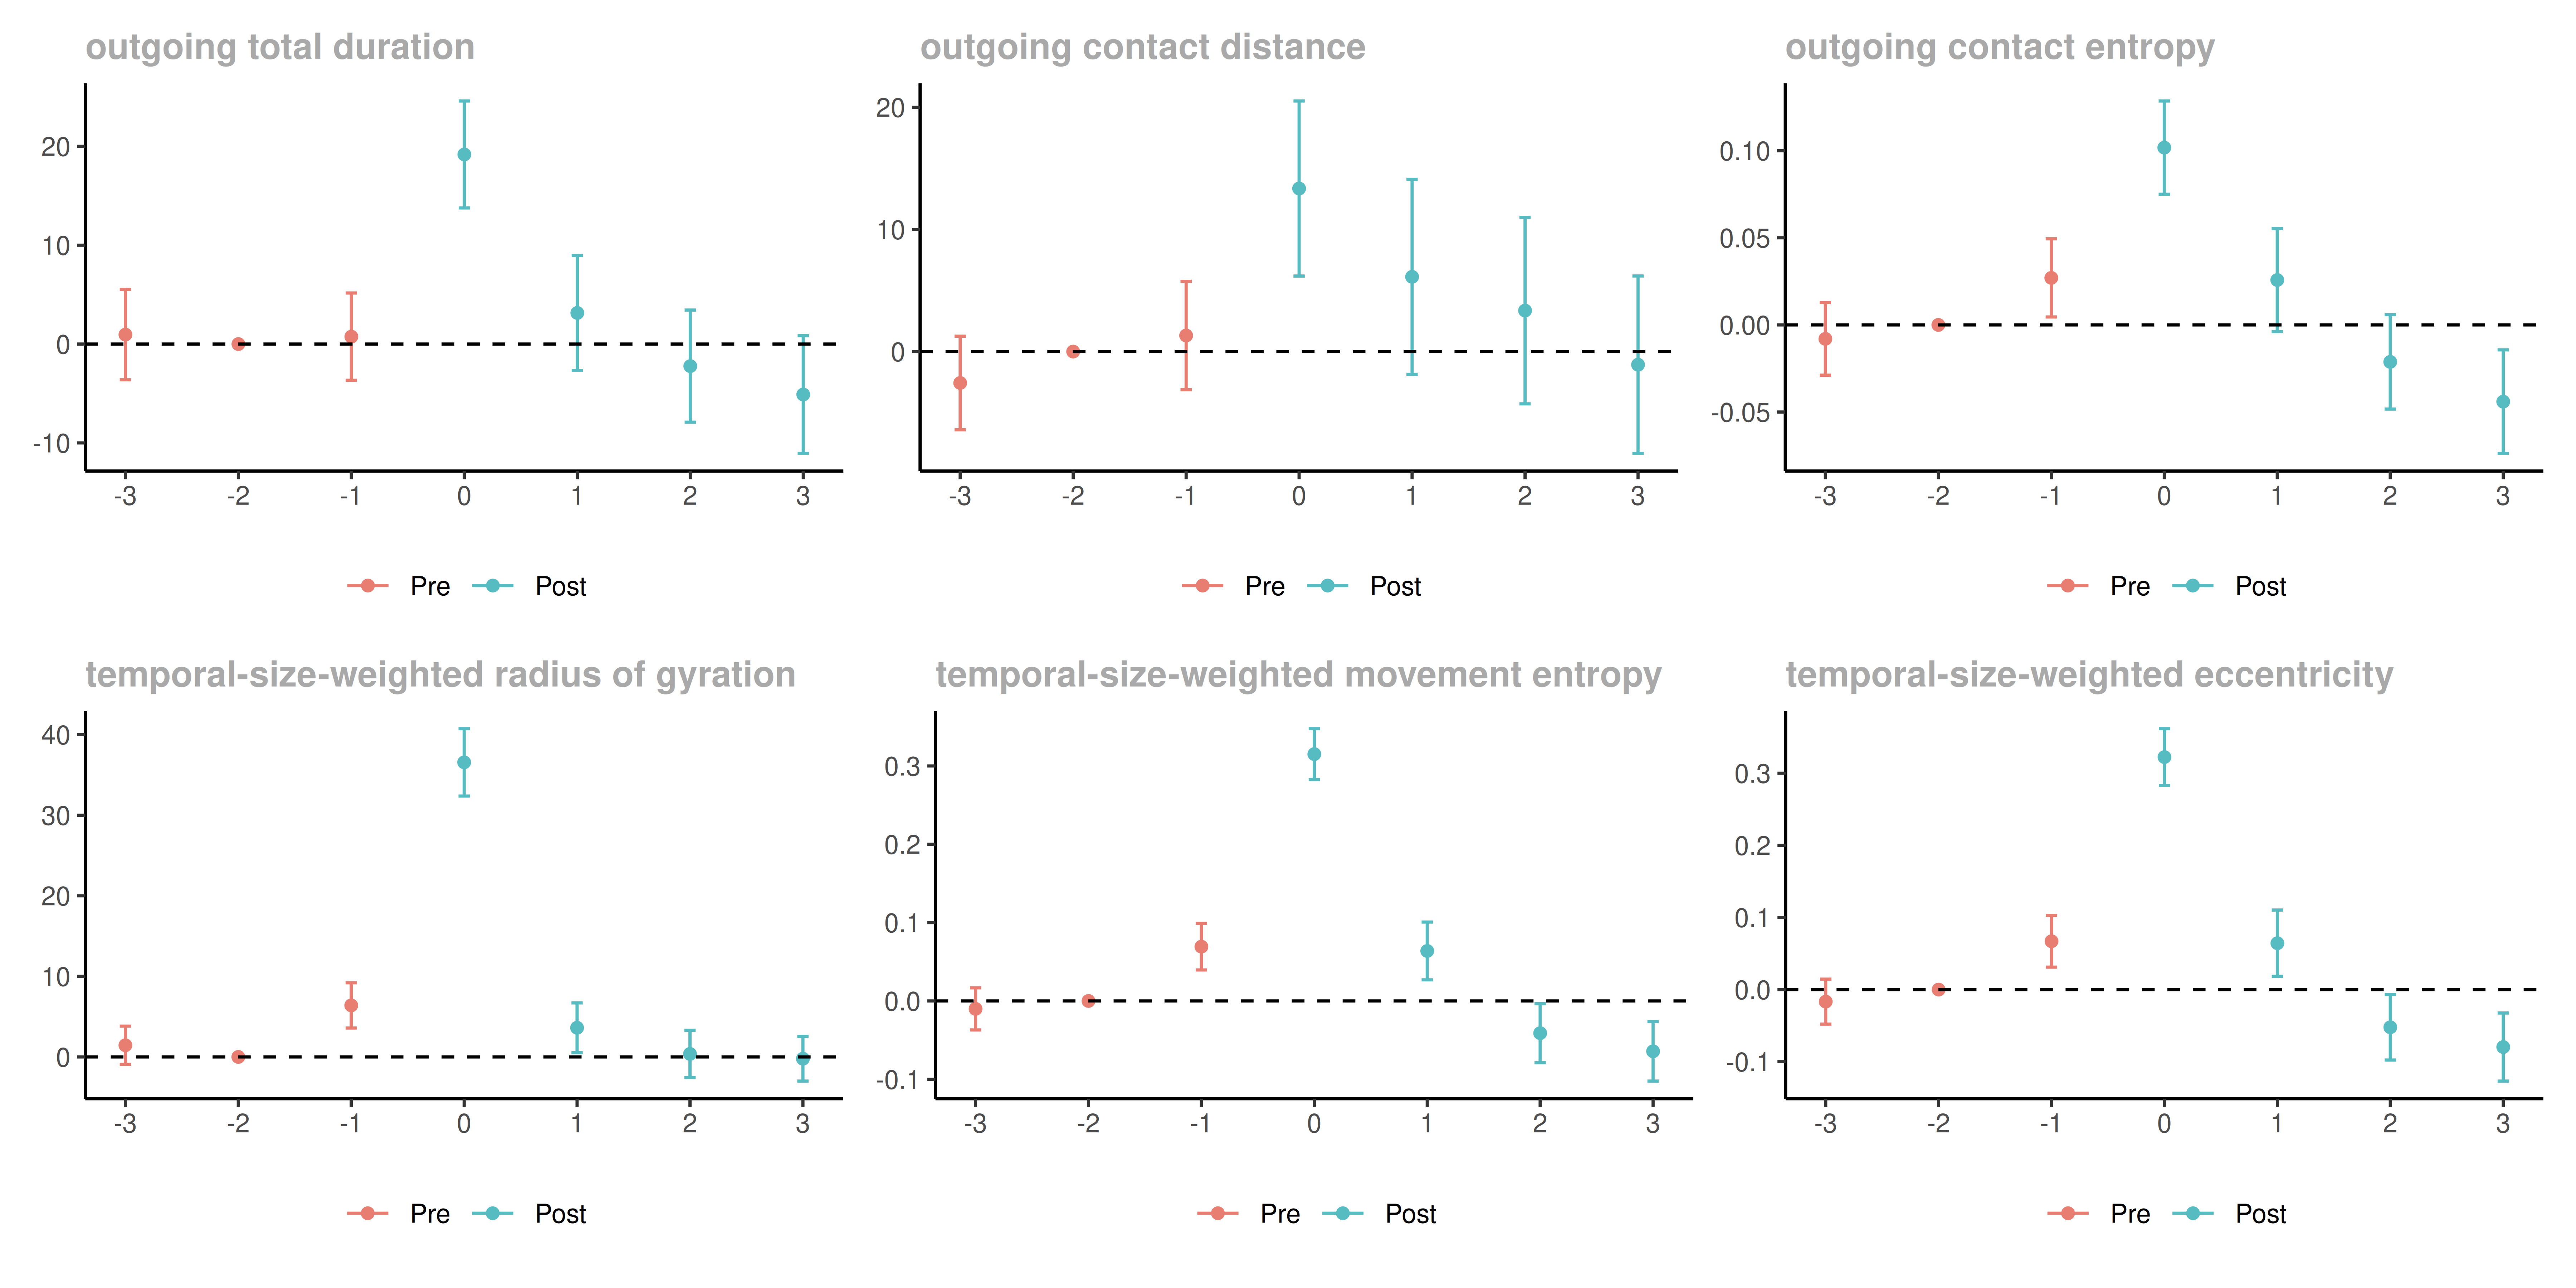 outgoing total duration
20
10
0
-10
-3 -2 -1 0 1 2 3
Pre Post
outgoing contact distance
20
10
0
-3 -2 -1 0 1 2 3
Pre Post
outgoing contact entropy
0.10
0.05
0.00
-0.05
-3 -2 -1 0 1 2 3
Pre Post
temporal-size-weighted radius of gyration
40
30
20
10
0
-3 -2 -1 0 1 2 3
Pre Post
temporal-size-weighted movement entropy
0.3
0.2
0.1
0.0
-0.1
-3 -2 -1 0 1 2 3
Pre Post
temporal-size-weighted eccentricity
0.3
0.2
0.1
0.0
-0.1
-3 -2 -1 0 1 2 3
Pre Post